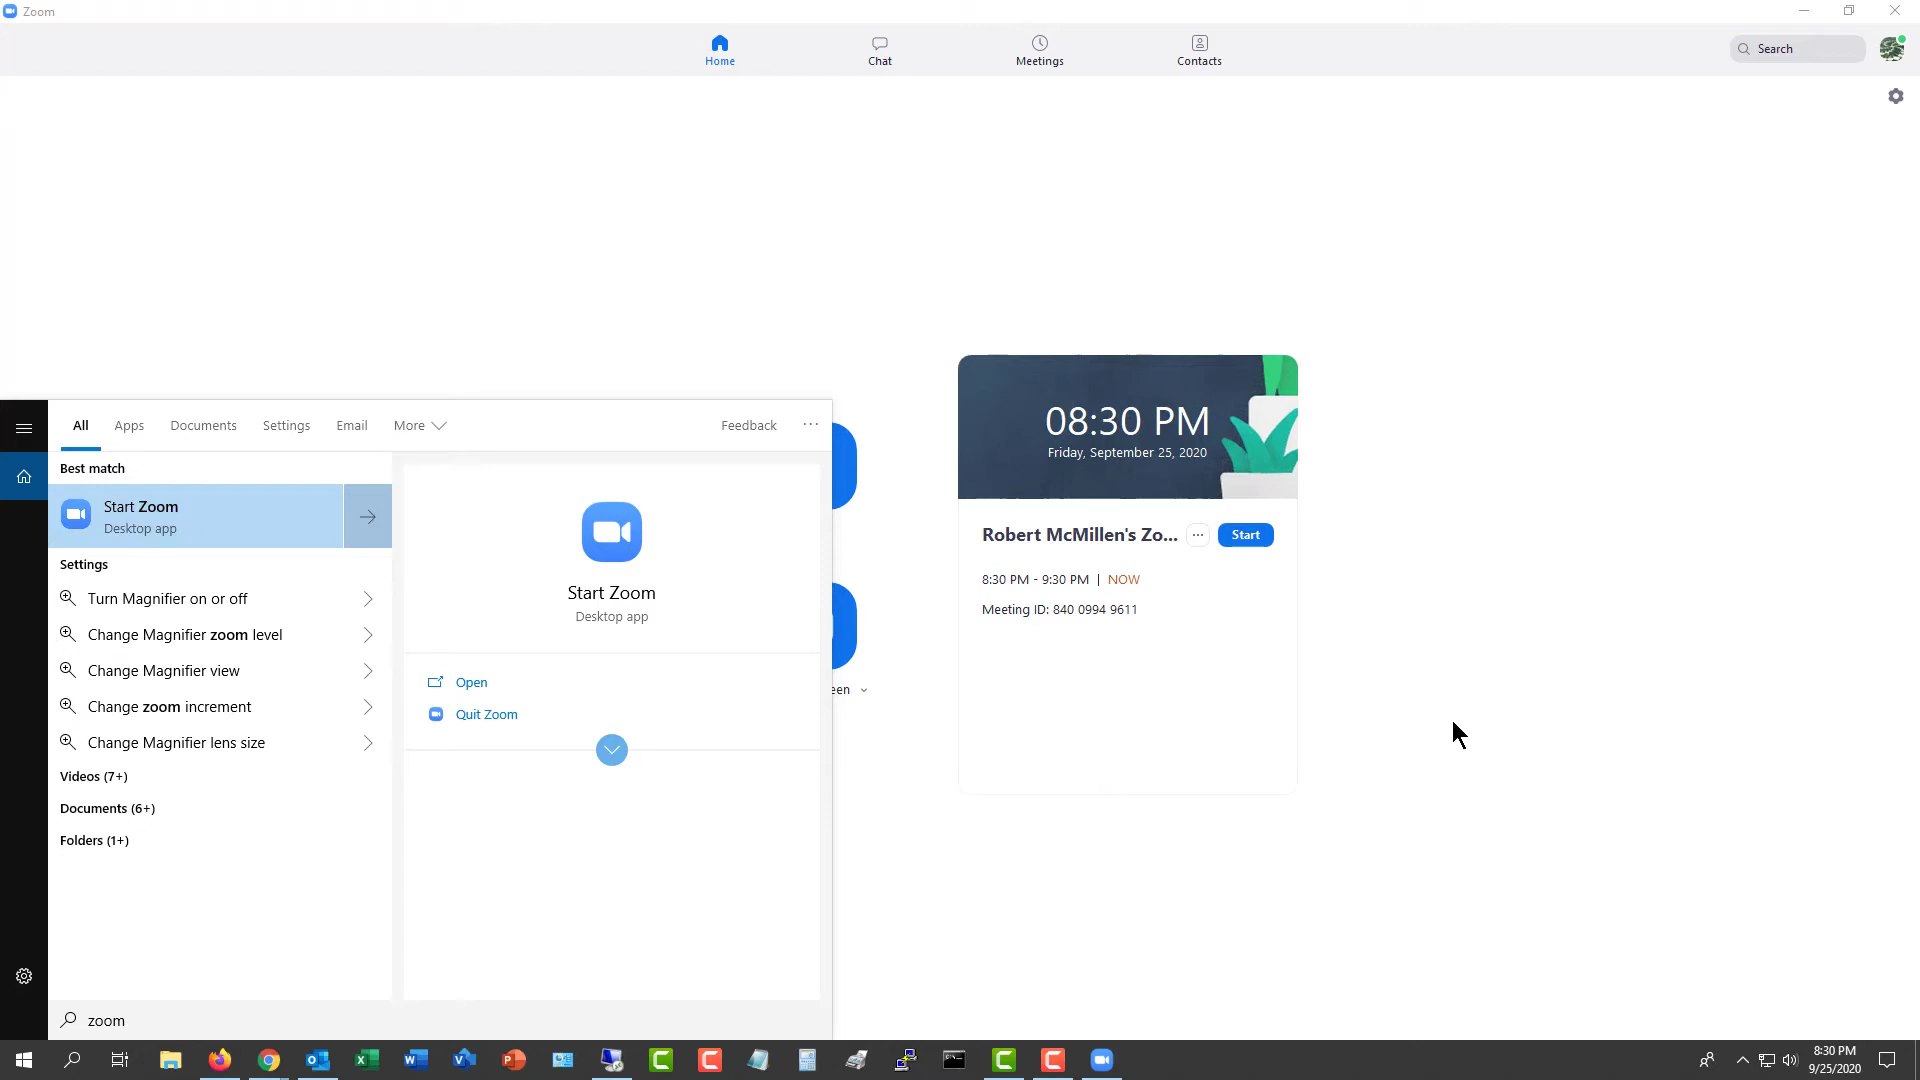 Zoom
Home
Chat
Meetings
Contacts
Search
08:30 PM
Friday, September 25, 2020
Robert McMillen's Zo...
Start
8:30 PM - 9:30 PM | NOW
Meeting ID: 840 0994 9611
een
All
Apps
Documents
Settings
Email
More
Feedback
Best match
Start Zoom
Desktop app
Settings
Turn Magnifier on or off
Change Magnifier zoom level
Change Magnifier view
Change zoom increment
Change Magnifier lens size
Videos (7+)
Documents (6+)
Folders (1+)
Start Zoom
Desktop app
Open
Quit Zoom
zoom
8:30 PM
9/25/2020